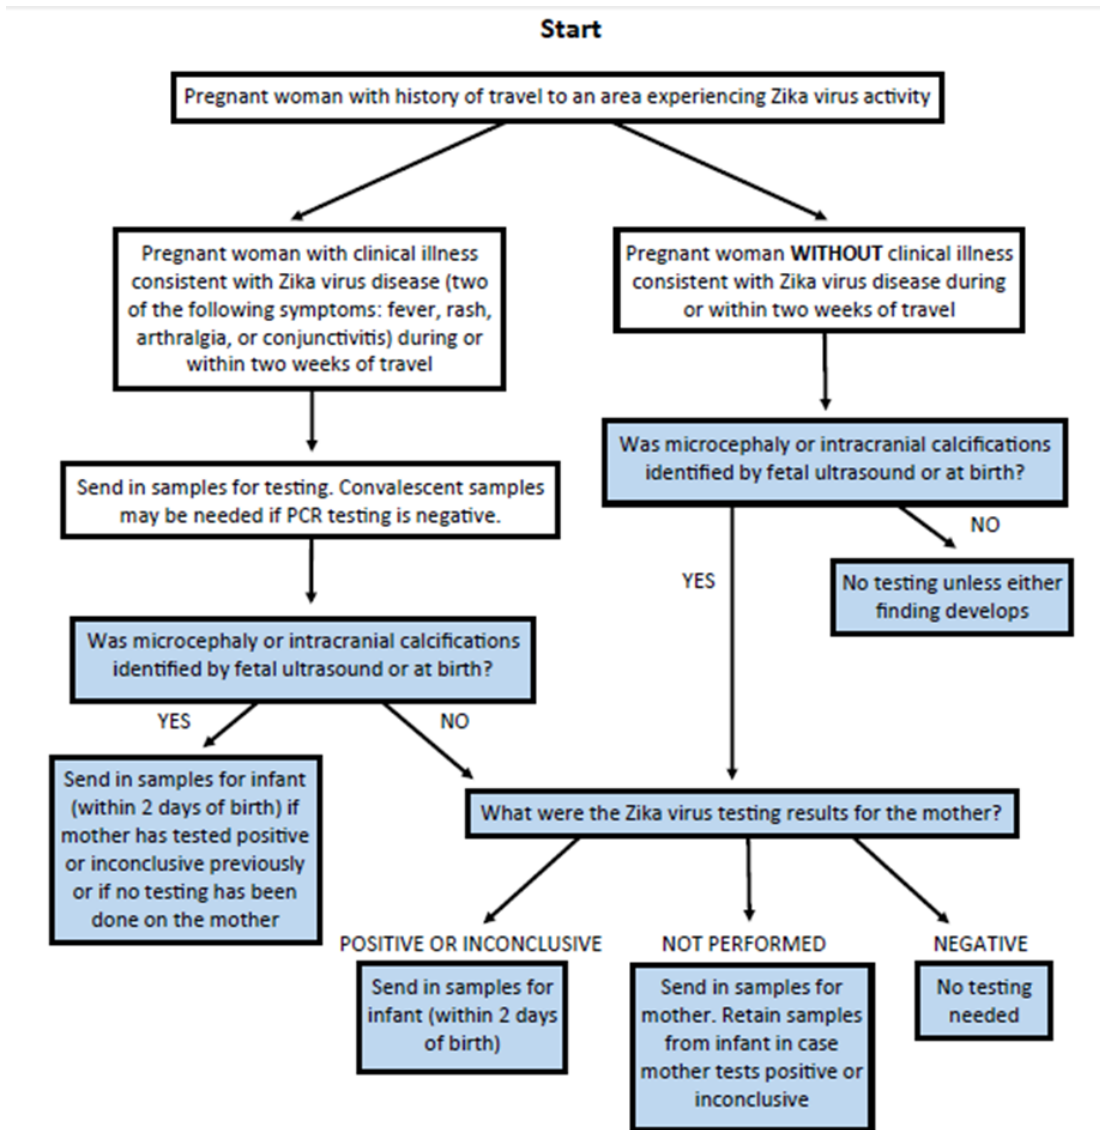 Start
Pregnant woman with history of travel to an area experiencing Zika virus activity
Pregnant woman with clinical illness
consistent with Zika virus disease (two
of the following symptoms: fever, rash,
arthralgia, or conjunctivitis) during or
within two weeks of travel
Pregnant woman WITHOUT clinical illness
consistent with Zika virus disease during
or within two weeks of travel
Send in samples for testing. Convalescent samples
may be needed if PCR testing is negative.
Was microcephaly or intracranial calcifications
identified by fetal ultrasound or at birth?
NO
YES
No testing unless either
finding develops
Was microcephaly or intracranial calcifications
identified by fetal ultrasound or at birth?
YES
NO
Send in samples for infant
(within 2 days of birth) if
mother has tested positive
or inconclusive previously
or if no testing has been
done on the mother
What were the Zika virus testing results for the mother?
POSITIVE OR INCONCLUSIVE
Send in samples for
infant (within 2 days
of birth)
NOT PERFORMED
Send in samples for
mother. Retain samples
from infant in case
mother tests positive or
inconclusive
NEGATIVE
No testing
needed